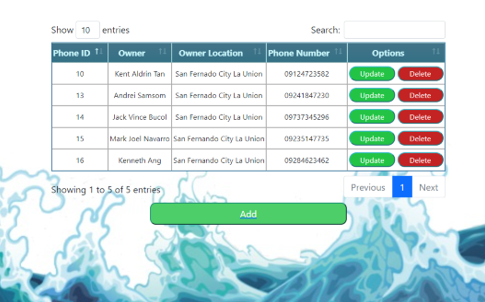 Show 10 entries Search:
Phone ID Owner Owner Location Phone Number Options
10 Kent Aldrin Tan San Fernado City La Union 09124723582 Update Delete
13 Andrei Samsom San Fernado City La Union 09241847230 Update Delete
14 Jack Vince Bucol San Fernado City La Union 09737345296 Update Delete
15 Mark Joel Navarro San Fernando City La Union 09235147735 Update Delete
16 Kenneth Ang San Fernando City La Union 09284623462 Update Delete
Showing 1 to 5 of 5 entries Previous 1 Next
Add